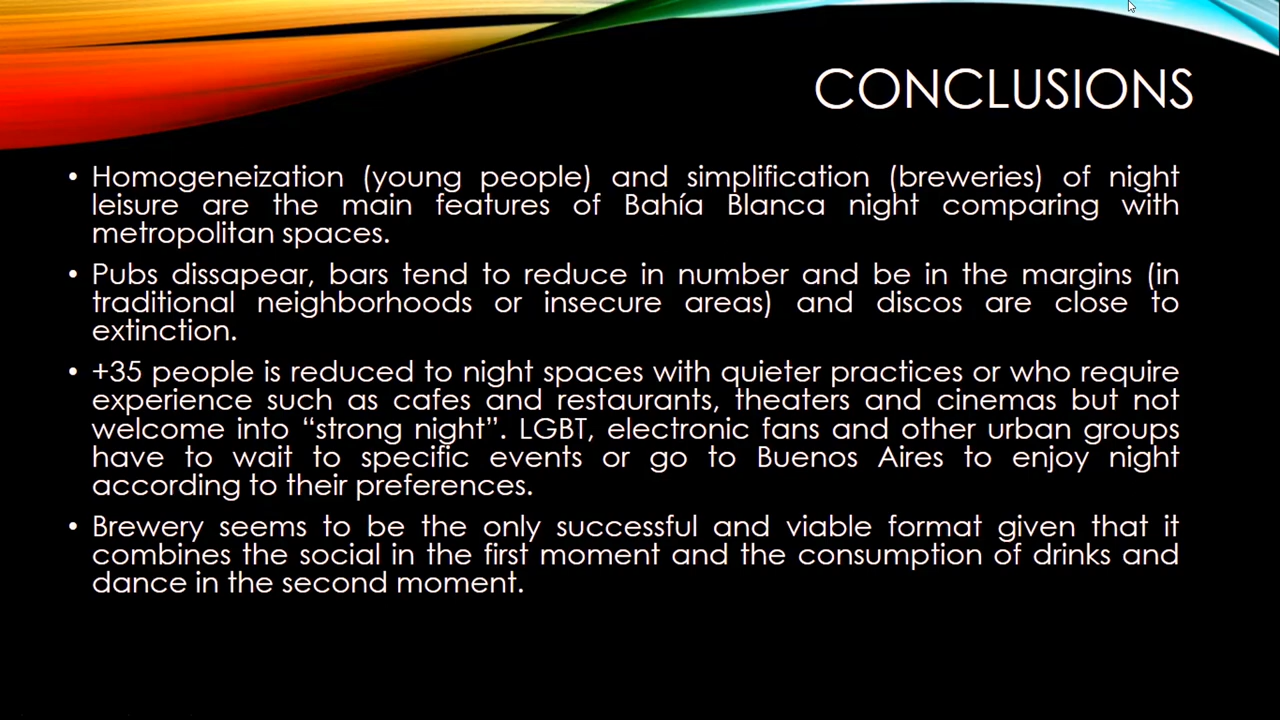 CONCLUSIONS
• Homogeneization (young people) and simplification (breweries) of night
leisure are the main features of Bahía Blanca night comparing with
metropolitan spaces.
• Pubs dissapear, bars tend to reduce in number and be in the margins (in
traditional neighborhoods or insecure areas) and discos are close to
extinction.
• +35 people is reduced to night spaces with quieter practices or who require
experience such as cafes and restaurants, theaters and cinemas but not
welcome into “strong night”. LGBT, electronic fans and other urban groups
have to wait to specific events or go to Buenos Aires to enjoy night
according to their preferences.
• Brewery seems to be the only successful and viable format given that it
combines the social in the first moment and the consumption of drinks and
dance in the second moment.